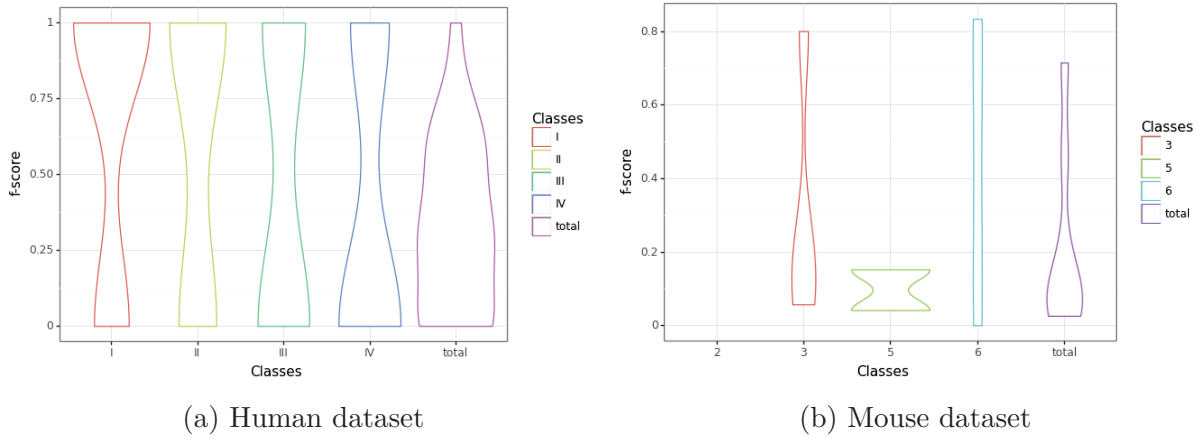 1
0.75
0.50
0.25
0
f-score
I
II
III
IV
total
Classes
Classes
I
II
III
IV
total
(a) Human dataset
0.8
0.6
0.4
0.2
0
f-score
2
3
5
6
total
Classes
Classes
3
5
6
total
(b) Mouse dataset